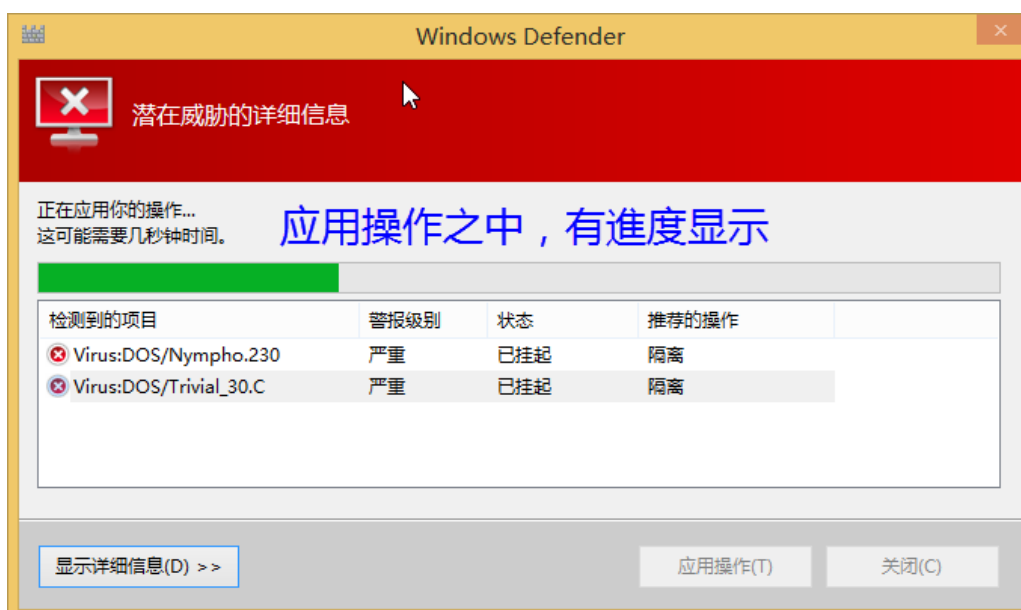 Windows Defender
潜在威胁的详细信息
正在应用你的操作...
这可能需要几秒钟时间。
应用操作之中，有進度显示
检测到的项目 警报级别 状态 推荐的操作
Virus:DOS/Nympho.230 严重 已挂起 隔离
Virus:DOS/Trivial_30.C 严重 已挂起 隔离
显示详细信息(D) >> 应用操作(T) 关闭(C)